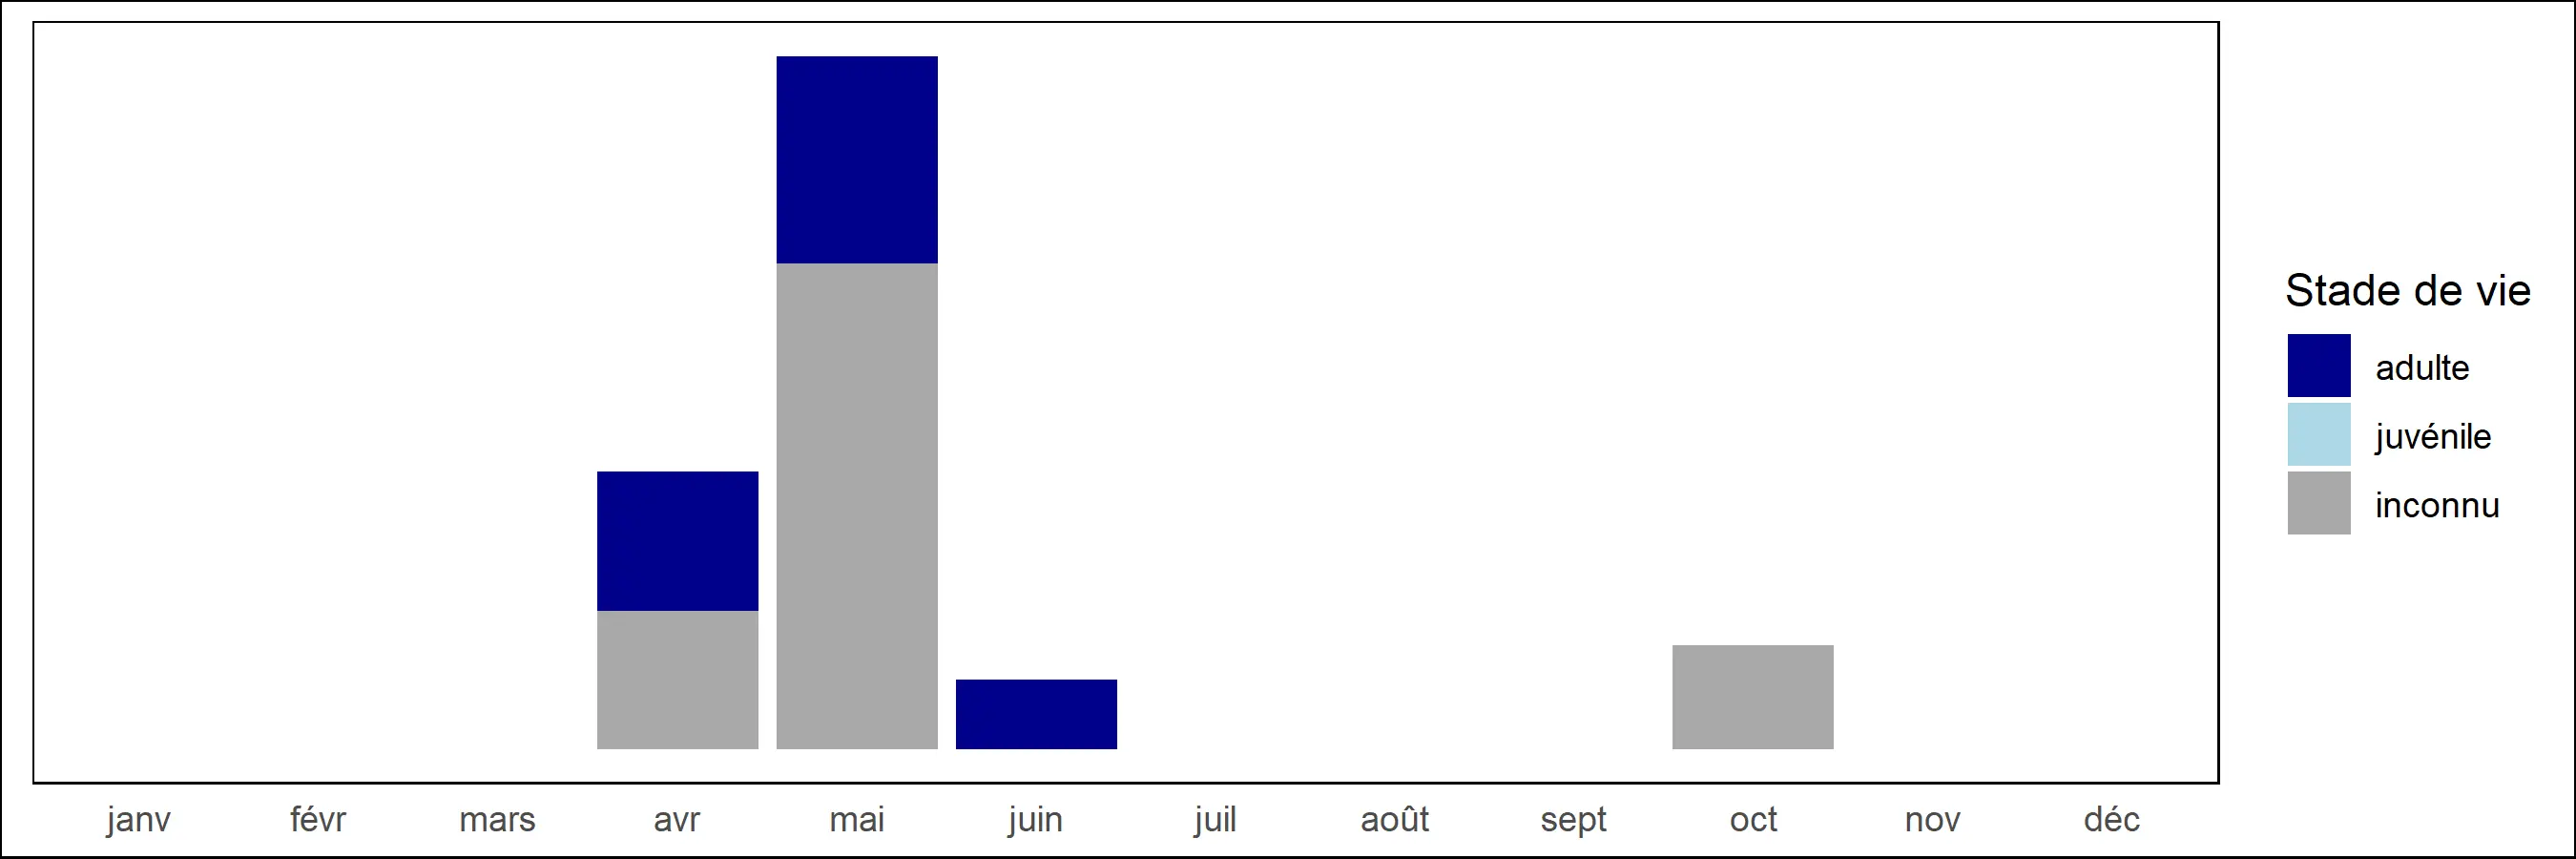 Stade de vie
adulte
juvénile
inconnu
janv févr mars avr mai juin juil août sept oct nov déc